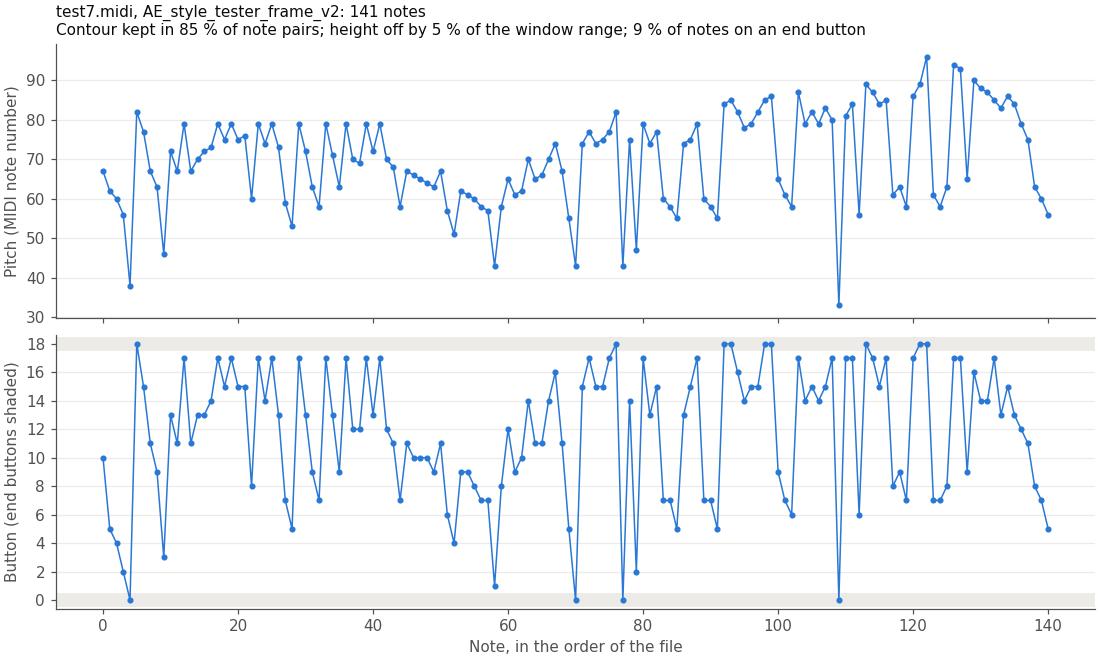 test7.midi, AE_style_tester_frame_v2: 141 notes
Contour kept in 85 % of note pairs; height off by 5 % of the window range; 9 % of notes on an end button
Pitch (MIDI note number)
90
80
70
60
50
40
30
Button (end buttons shaded)
18
16
14
12
10
8
6
4
2
0
0 20 40 60 80 100 120 140
Note, in the order of the file